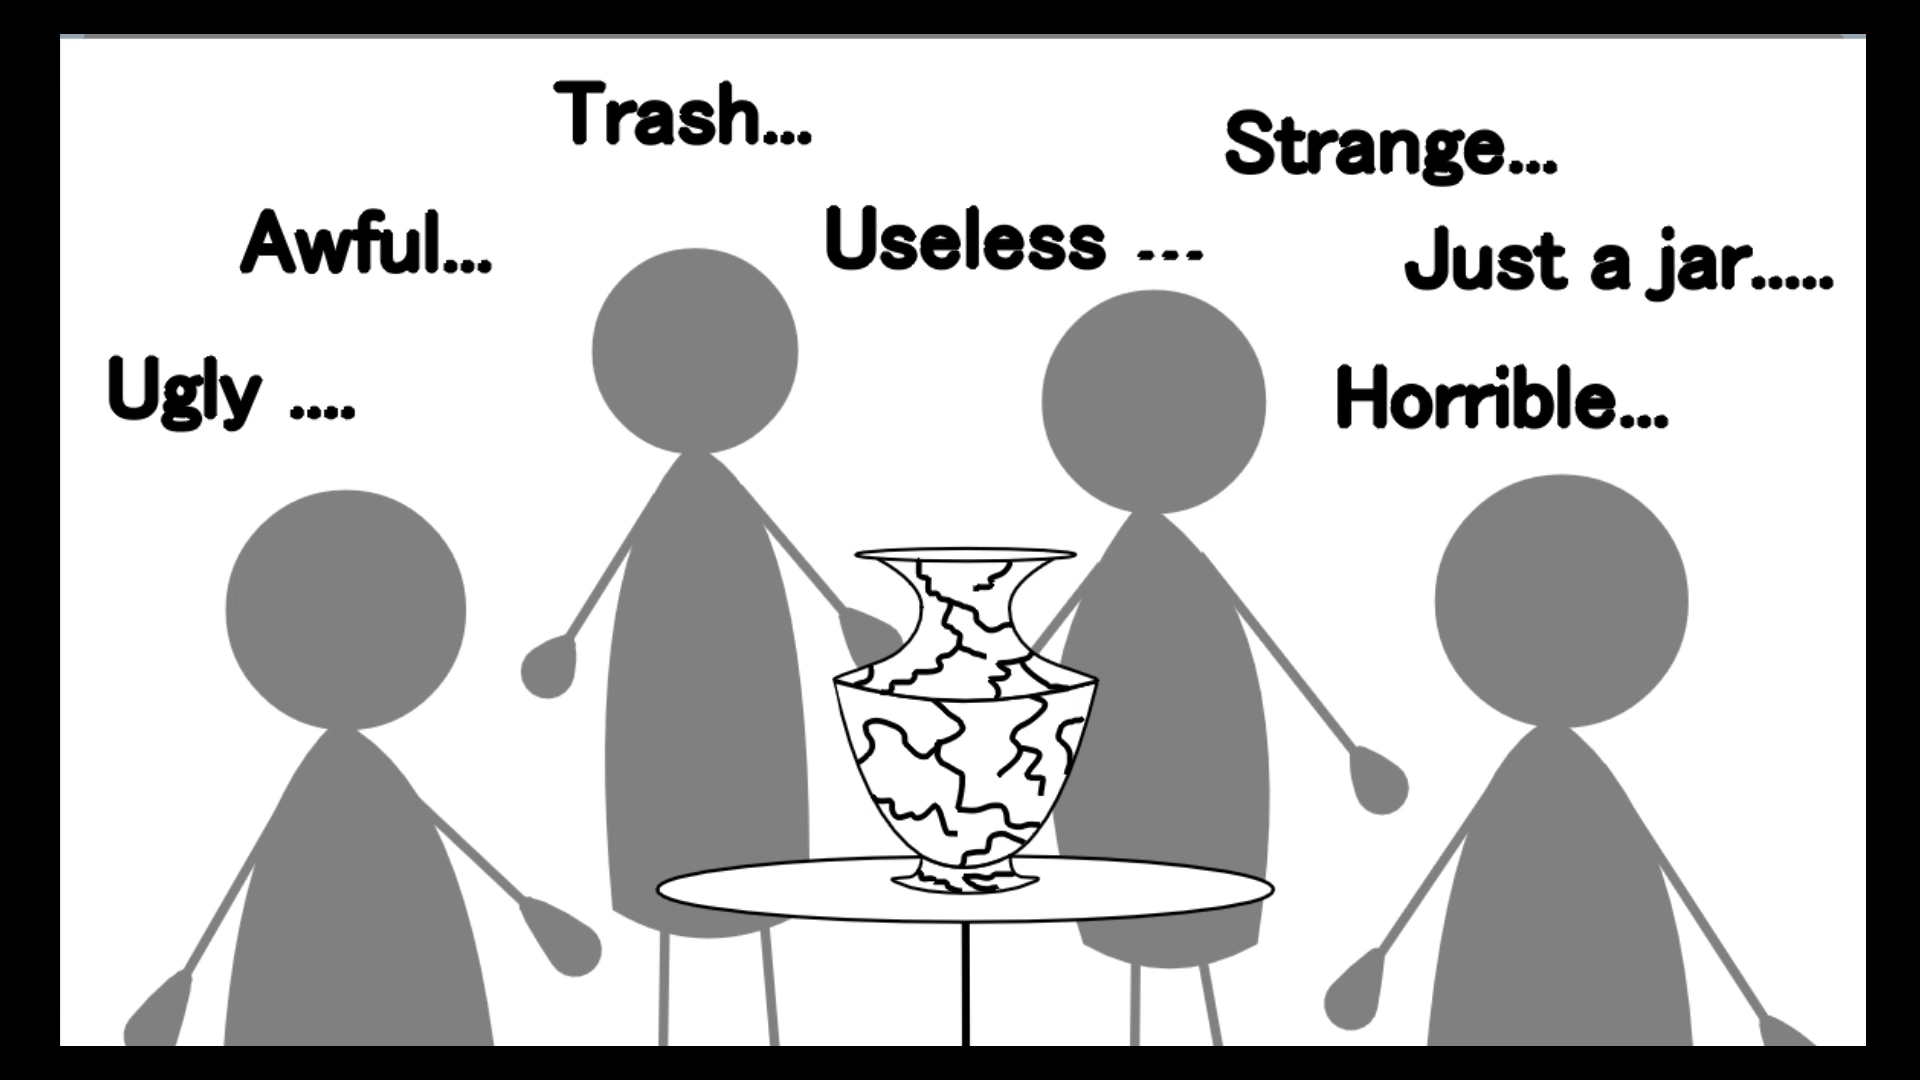 Trash...
Strange...
Awful...
Useless ---
Just a jar.....
Ugly ....
Horrible...